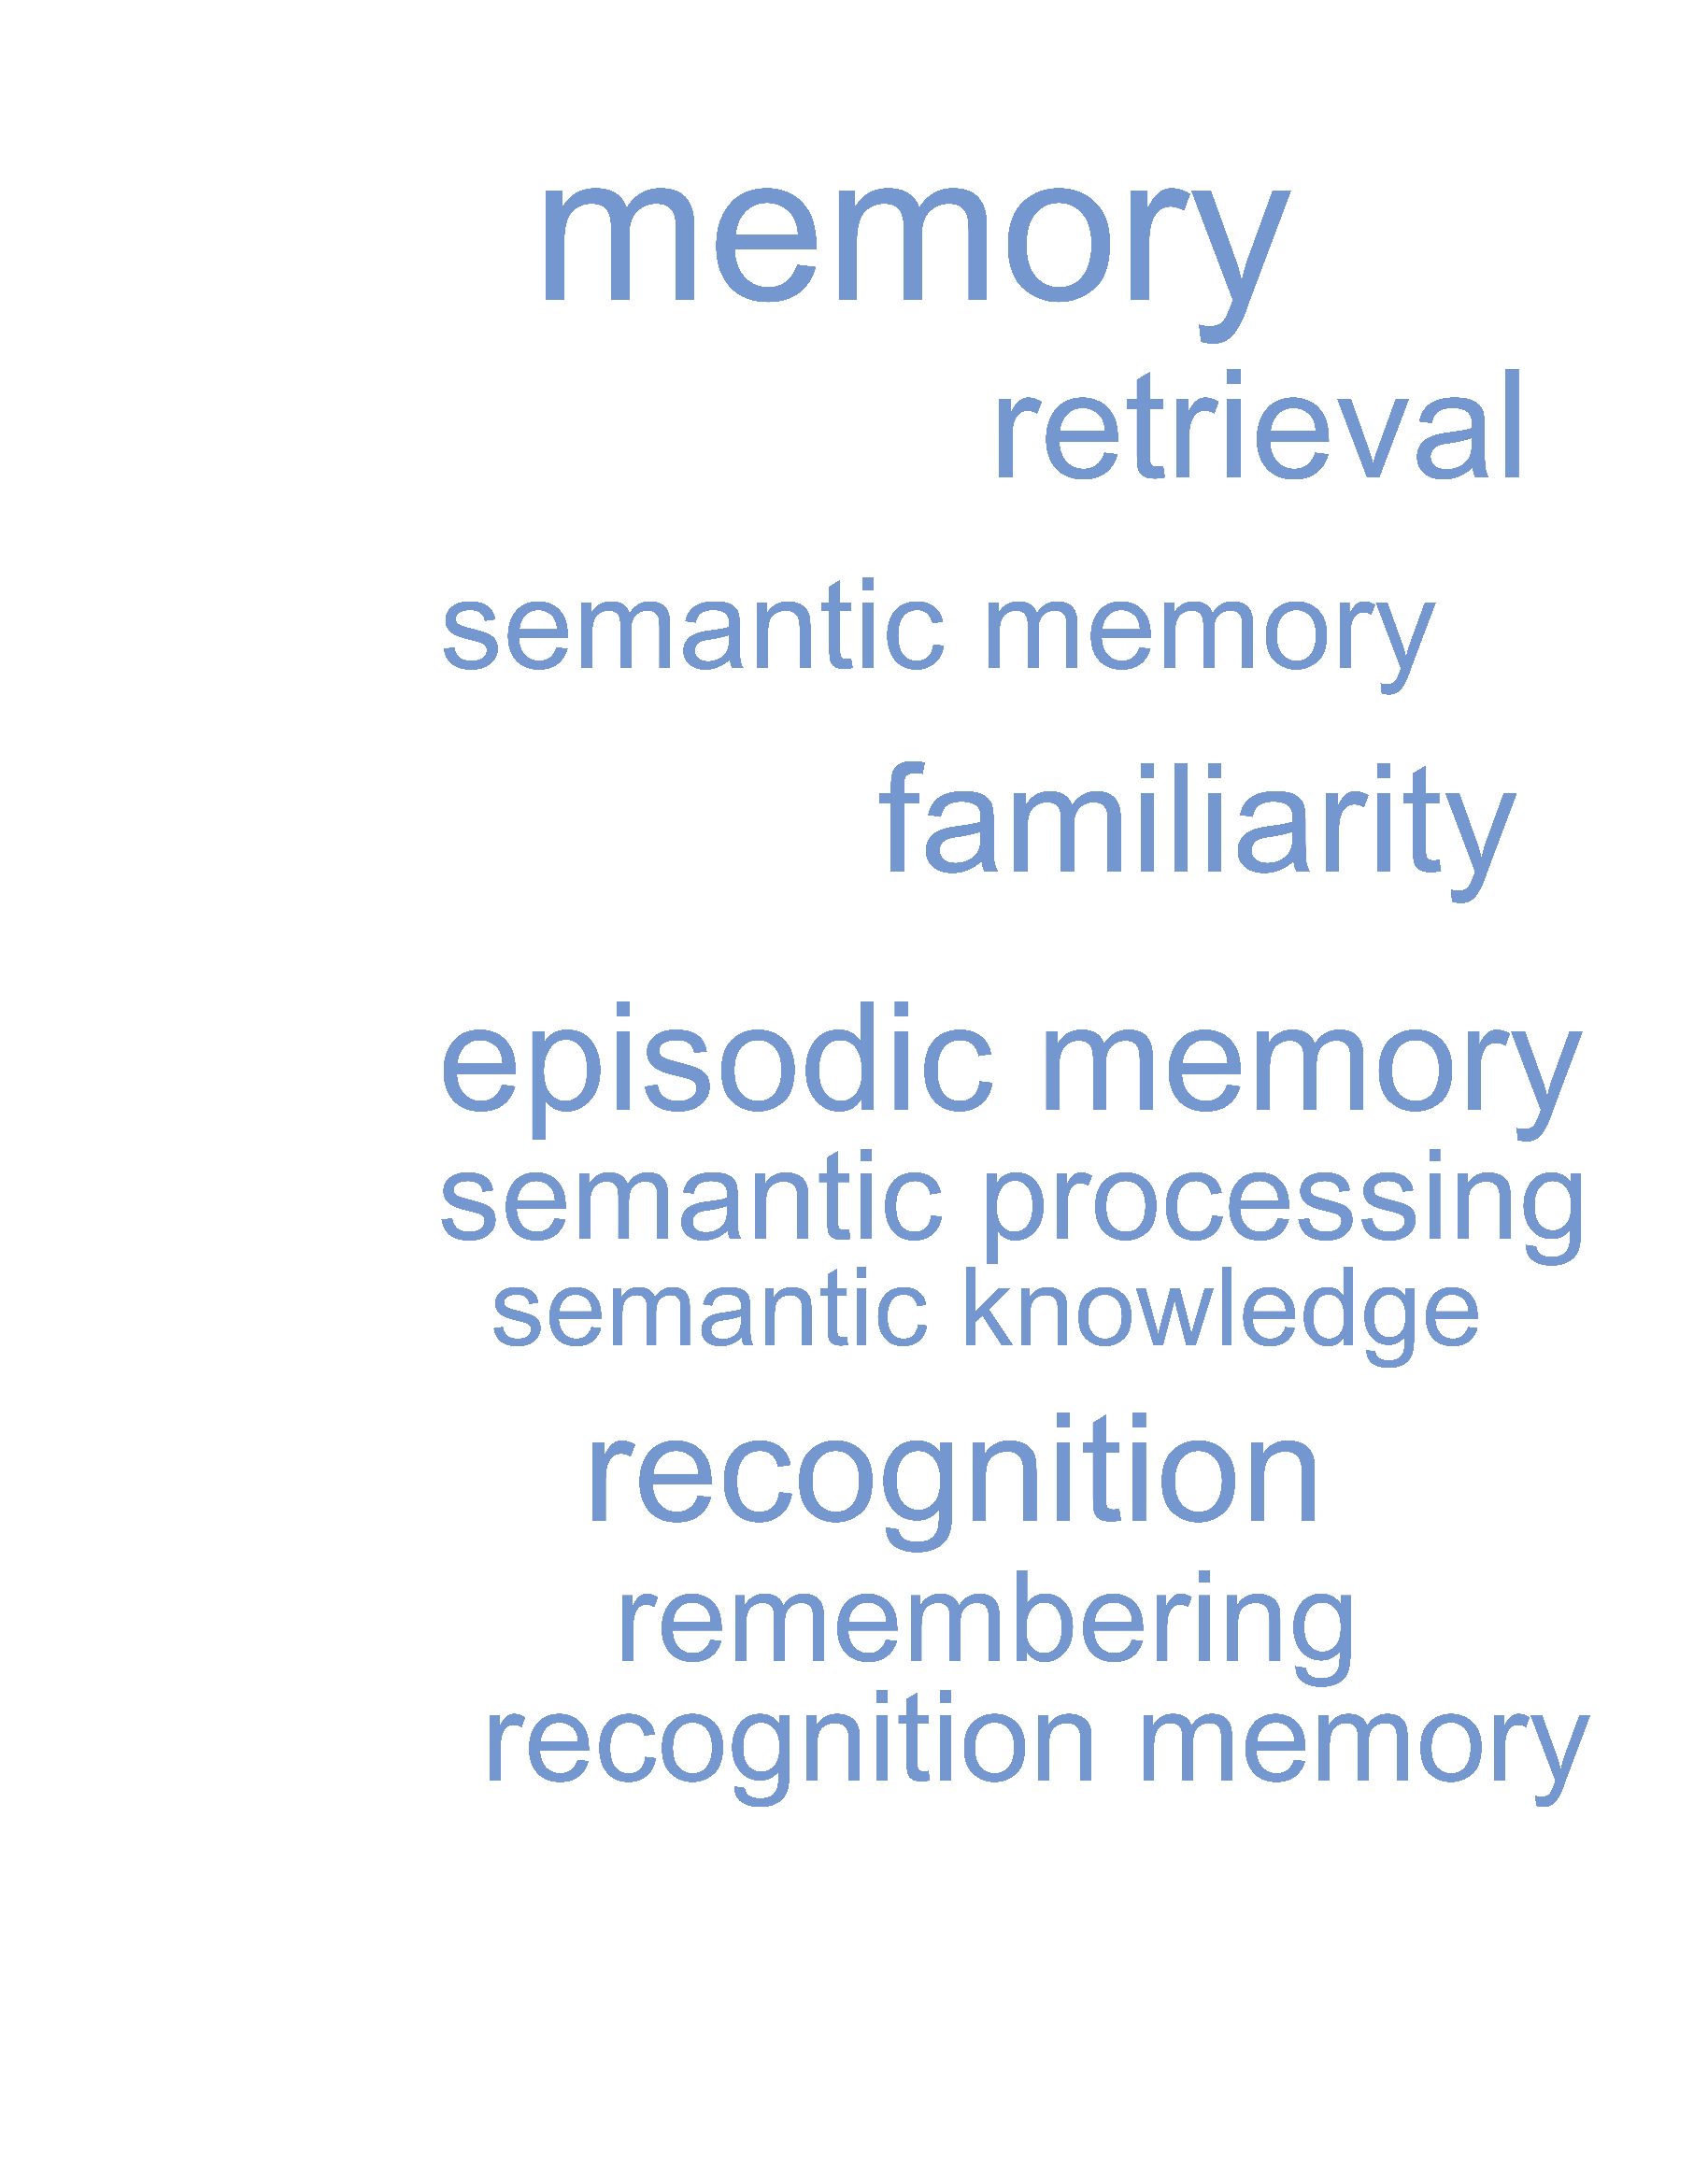 memory
retrieval
semantic memory
familiarity
episodic memory
semantic processing
semantic knowledge
recognition
remembering
recognition memory